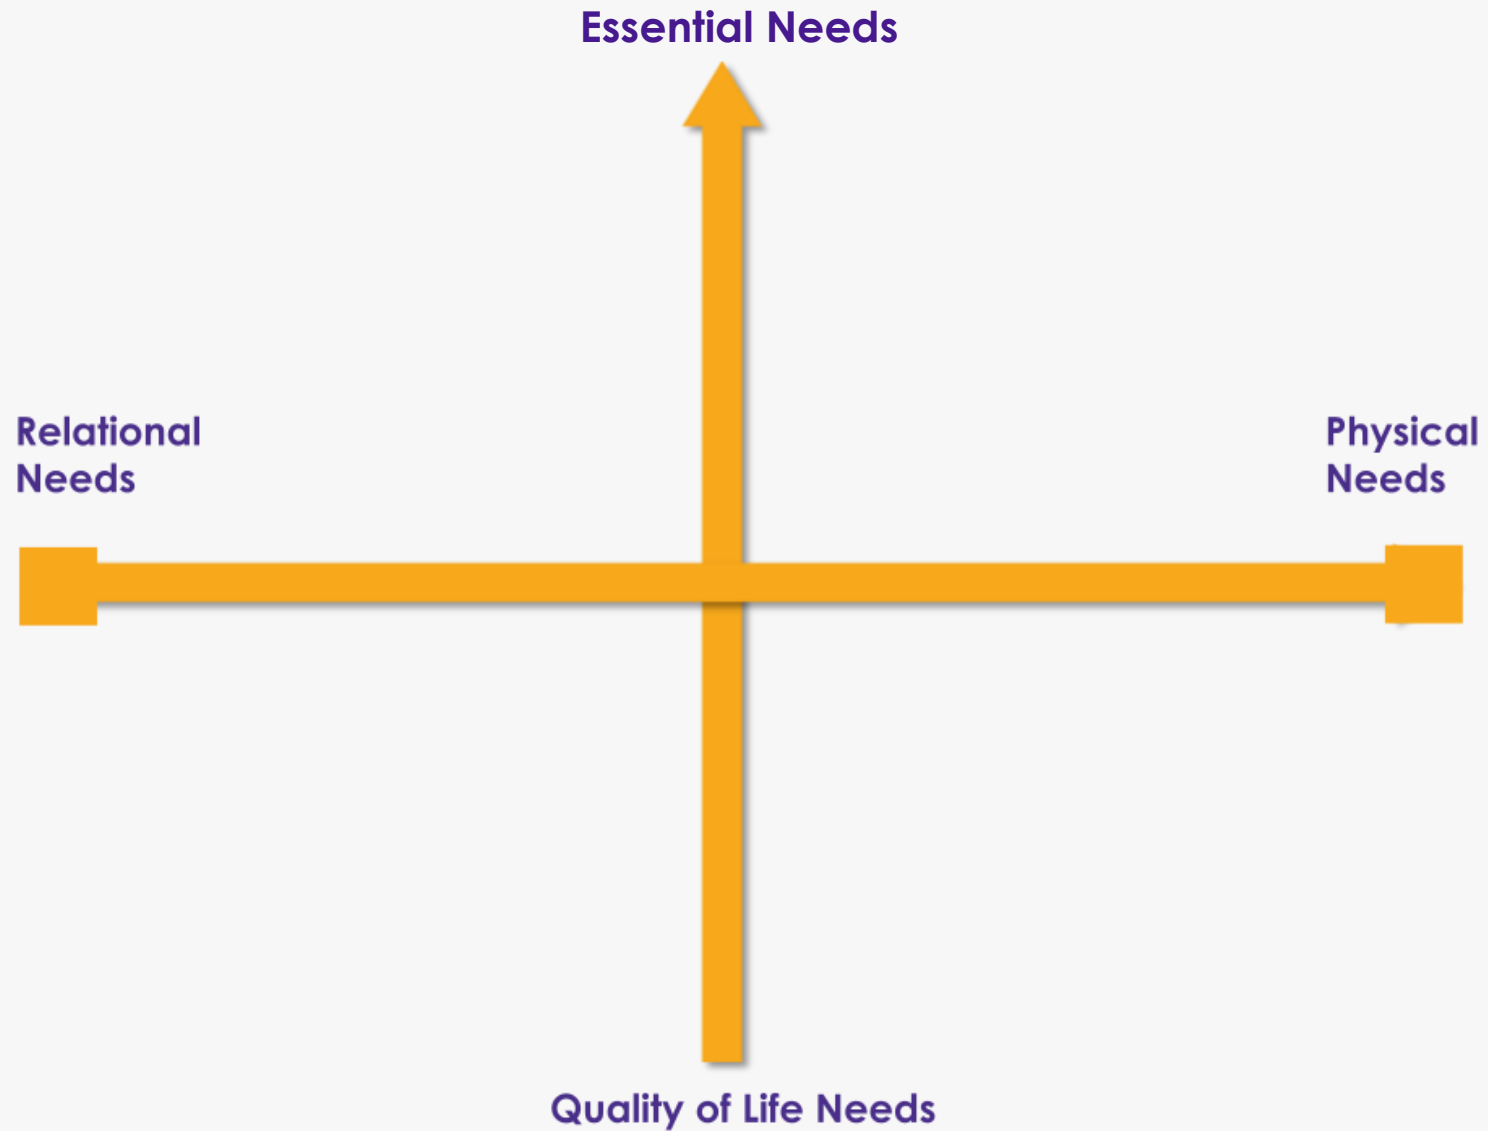 Essential Needs
Relational
Needs
Physical
Needs
Quality of Life Needs